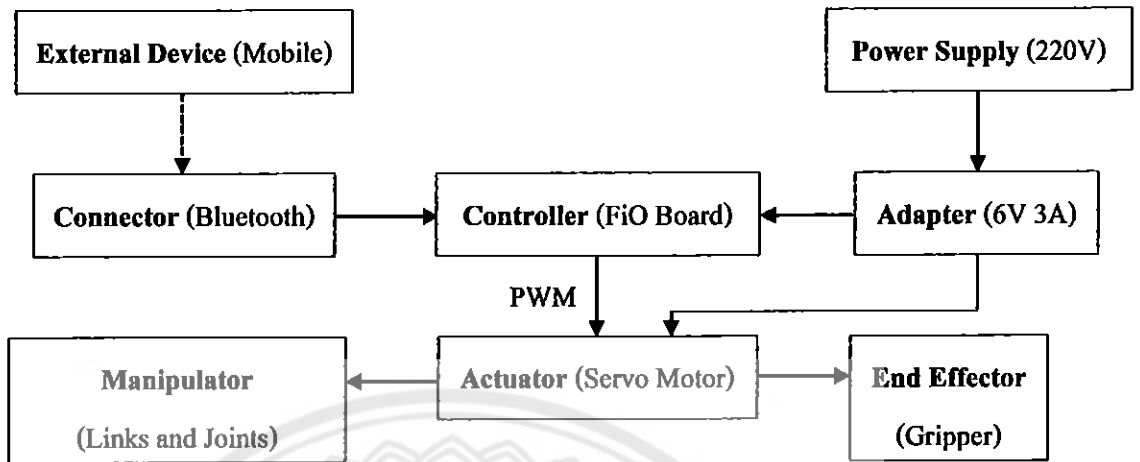 External Device (Mobile)
Power Supply (220V)
Connector (Bluetooth)
Controller (FiO Board)
Adapter (6V 3A)
PWM
Manipulator
(Links and Joints)
Actuator (Servo Motor)
End Effector
(Gripper)